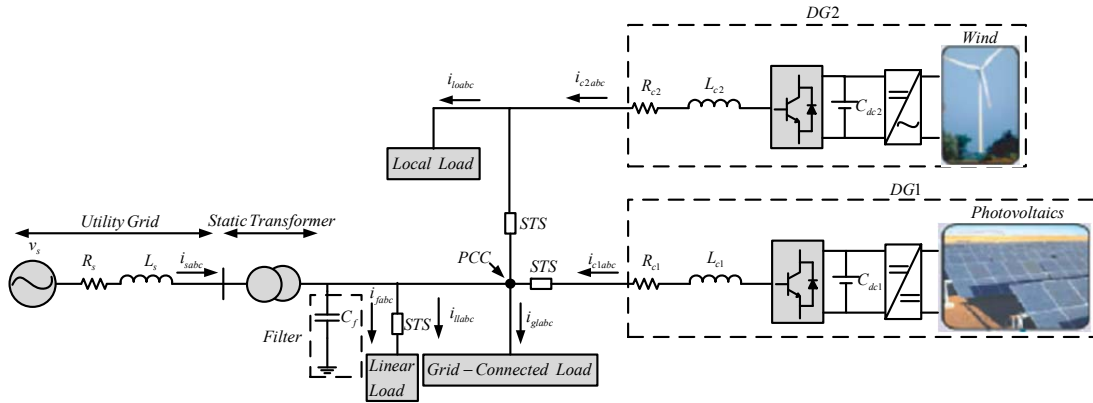 DG2
Wind
i_loabc
i_c2abc
R_c2
L_c2
C_dc2
Local Load
DG1
Photovoltaics
STS
Utility Grid
Static Transformer
v_s
R_s
L_s
i_sabc
PCC
STS
i_c1abc
R_c1
L_c1
C_dc1
Filter
C_f
i_fabc
STS
i_llabc
i_glabc
Linear
Load
Grid – Connected Load